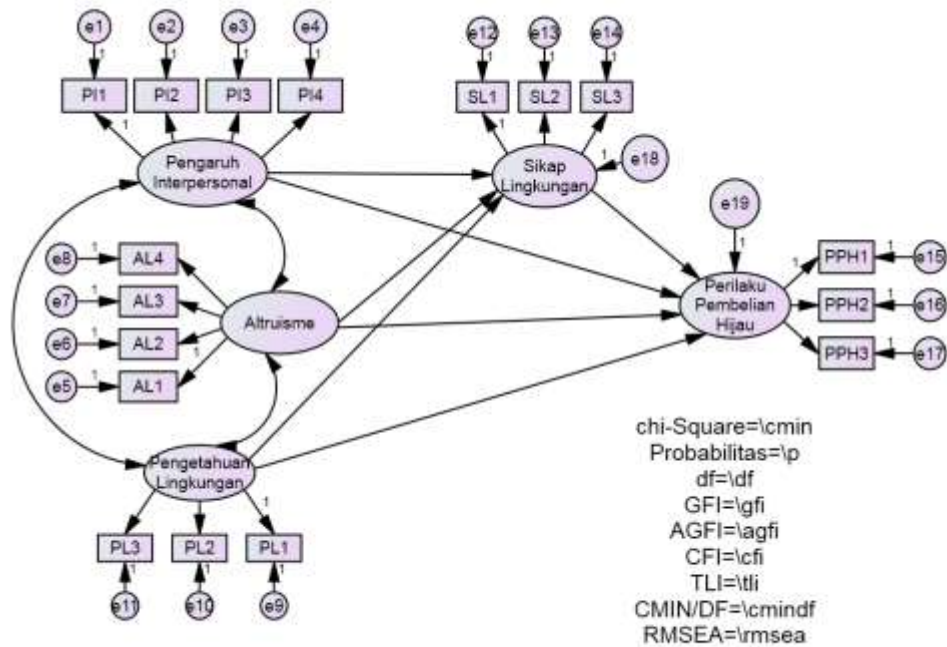 e1 e2 e3 e4
1 1 1 1
PI1 PI2 PI3 PI4
1
Pengaruh
Interpersonal
e12 e13 e14
1 1 1
SL1 SL2 SL3
1
Sikap
Lingkungan
1
e18
e19
1
e8 1 AL4
e7 1 AL3
e6 1 AL2
e5 1 AL1
1
Altruisme
Perilaku
Pembelian
Hijau
1
PPH1 1 e15
PPH2 1 e16
PPH3 1 e17
Pengetahuan
Lingkungan
1
PL3 PL2 PL1
1 1 1
e11 e10 e9
chi-Square=\cmin
Probabilitas=\p
df=\df
GFI=\gfi
AGFI=\agfi
CFI=\cfi
TLI=\tli
CMIN/DF=\cmindf
RMSEA=\rmsea